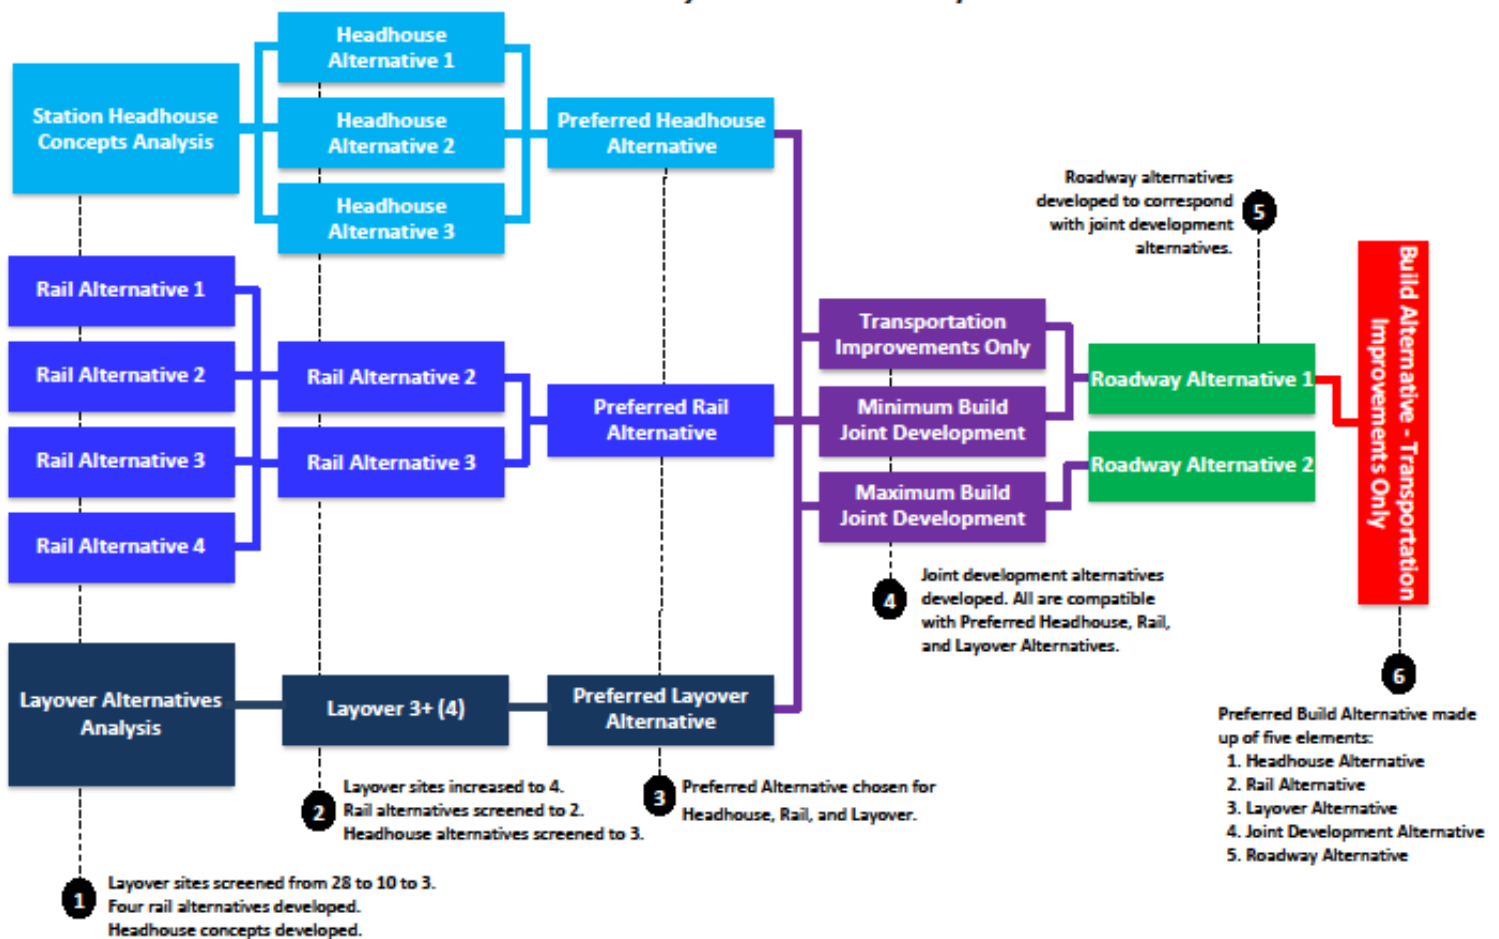 Headhouse
Alternative 1
Station Headhouse
Concepts Analysis
Headhouse
Alternative 2
Preferred Headhouse
Alternative
Headhouse
Alternative 3
Roadway alternatives
developed to correspond
with joint development
alternatives.
5
Rail Alternative 1
Rail Alternative 2
Rail Alternative 3
Rail Alternative 4
Rail Alternative 2
Rail Alternative 3
Preferred Rail
Alternative
Transportation
Improvements Only
Minimum Build
Joint Development
Maximum Build
Joint Development
Roadway Alternative 1
Roadway Alternative 2
Build Alternative - Transportation
Improvements Only
4
Joint development alternatives
developed. All are compatible
with Preferred Headhouse, Rail,
and Layover Alternatives.
Layover Alternatives
Analysis
Layover 3+ (4)
Preferred Layover
Alternative
6
Preferred Build Alternative made
up of five elements:
1. Headhouse Alternative
2. Rail Alternative
3. Layover Alternative
4. Joint Development Alternative
5. Roadway Alternative
2
Layover sites increased to 4.
Rail alternatives screened to 2.
Headhouse alternatives screened to 3.
3
Preferred Alternative chosen for
Headhouse, Rail, and Layover.
1
Layover sites screened from 28 to 10 to 3.
Four rail alternatives developed.
Headhouse concepts developed.